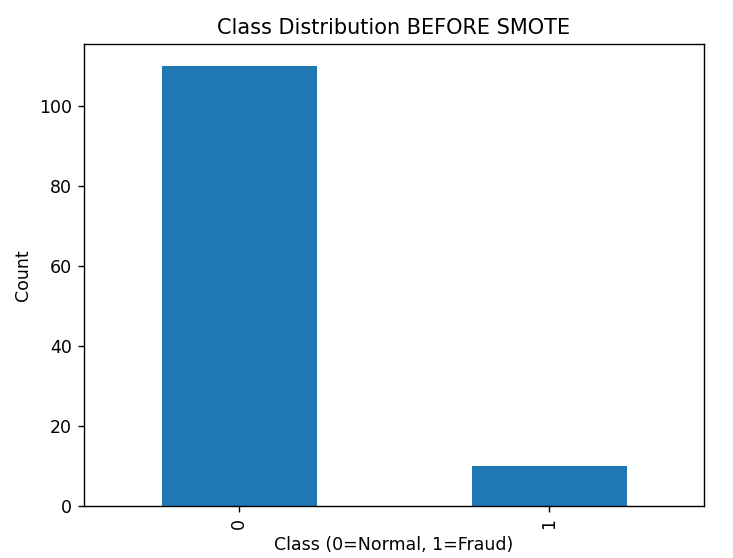 Class Distribution BEFORE SMOTE
100
80
60
40
20
0
Count
0
1
Class (0=Normal, 1=Fraud)